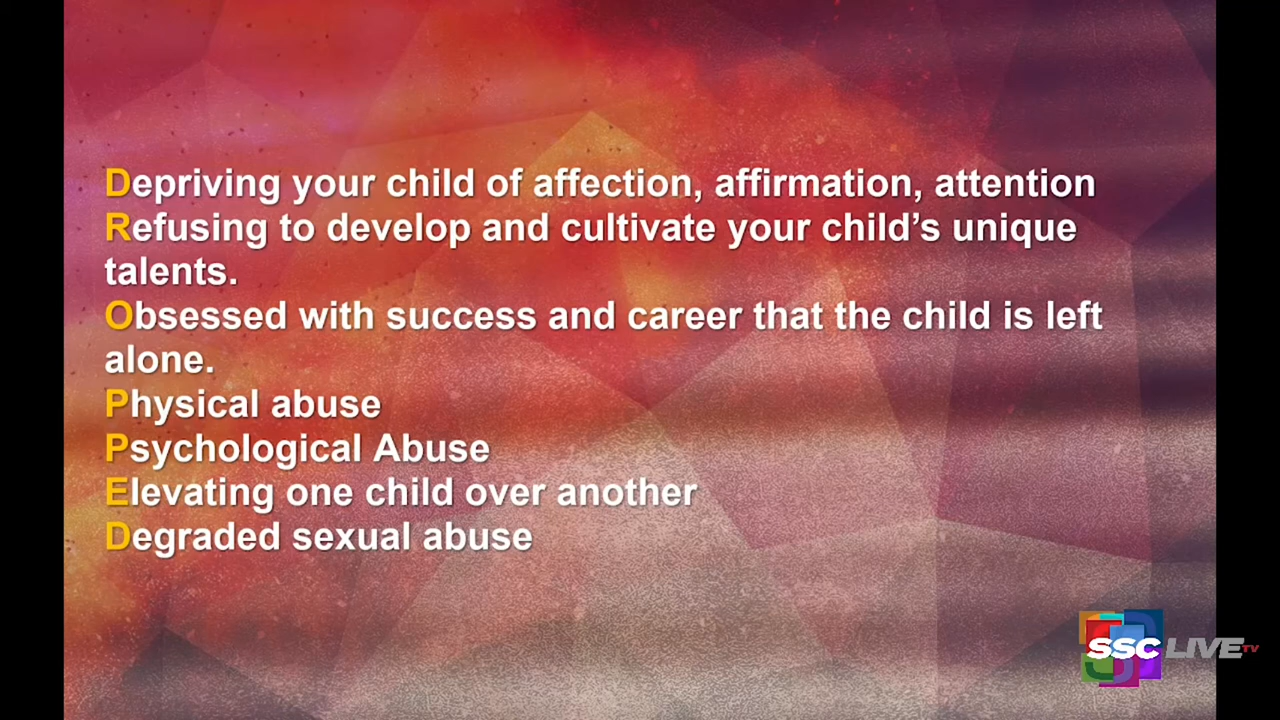 Depriving your child of affection, affirmation, attention
Refusing to develop and cultivate your child’s unique
talents.
Obsessed with success and career that the child is left
alone.
Physical abuse
Psychological Abuse
Elevating one child over another
Degraded sexual abuse
SSC LIVE TV